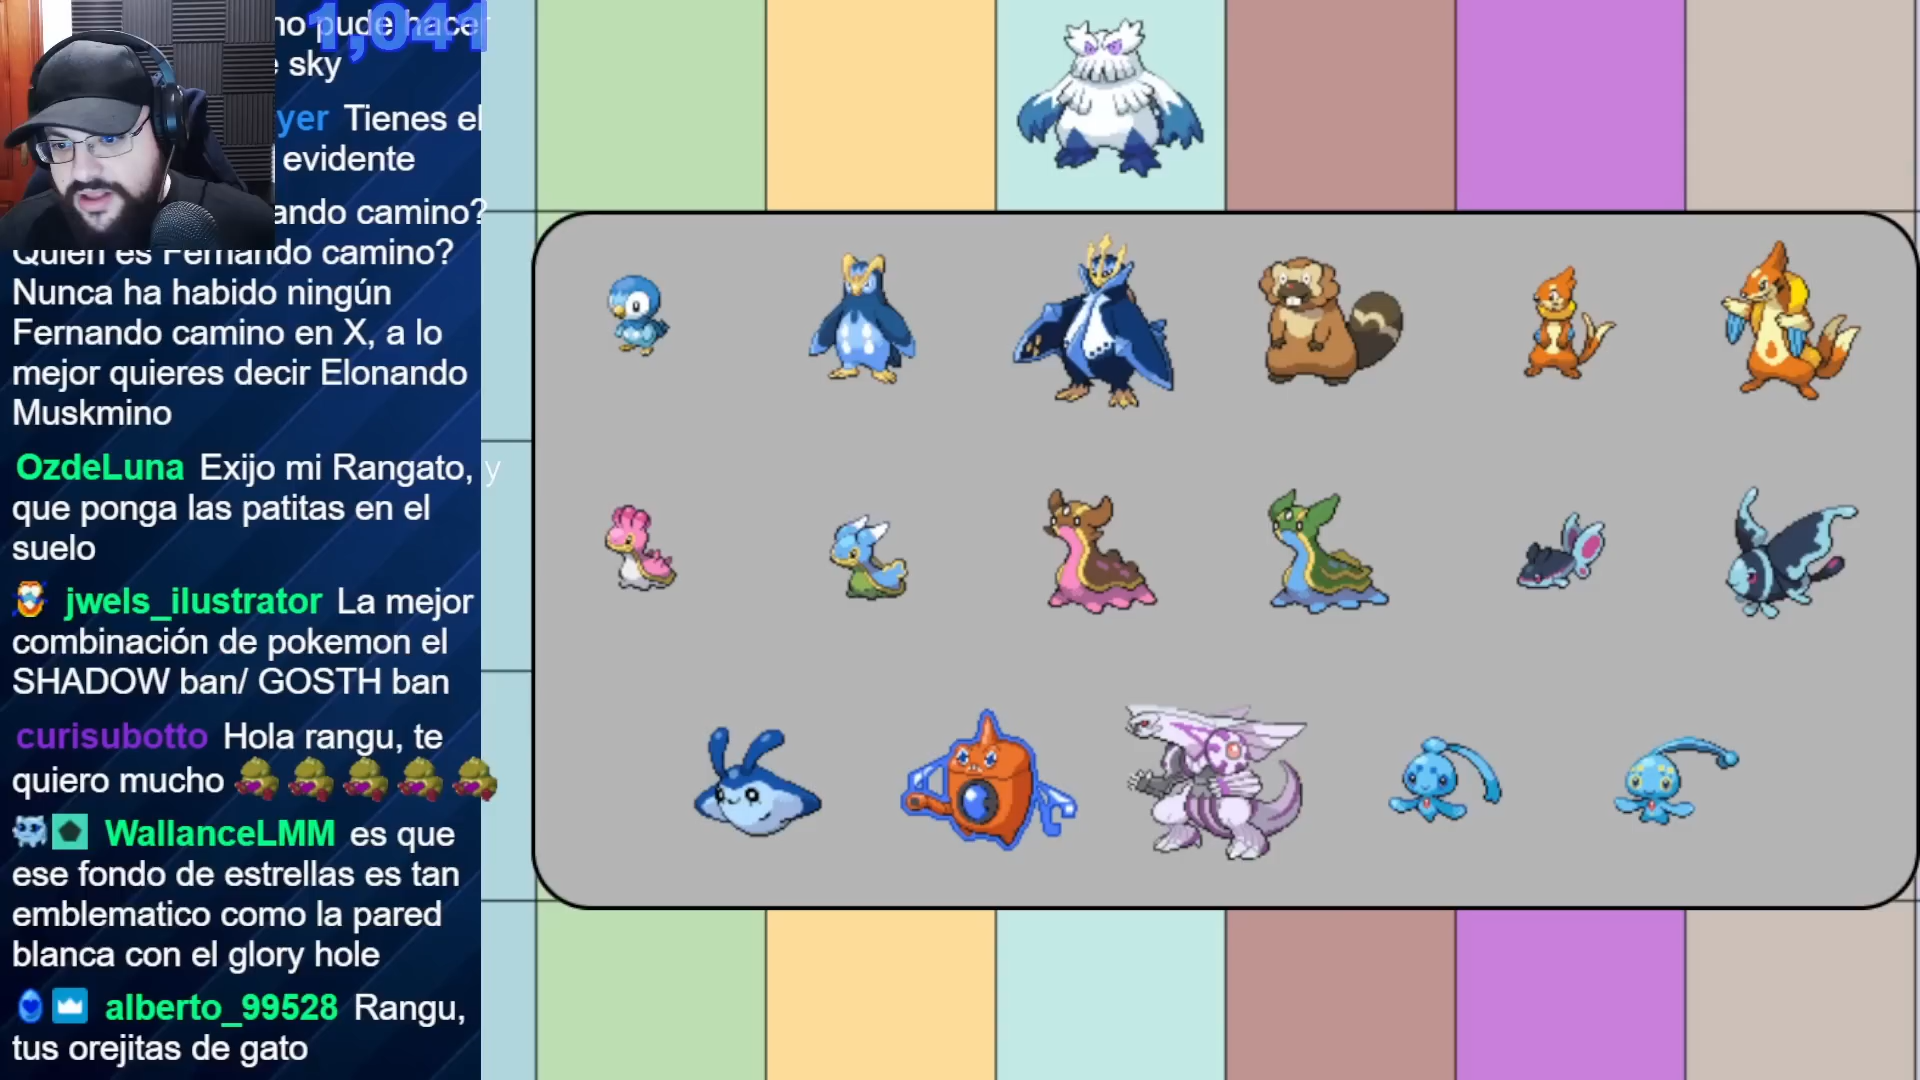 no pude hacer
1,041
sky
yer Tienes el
evidente
ando camino?
Quien es Fernando camino?
Nunca ha habido ningún
Fernando camino en X, a lo
mejor quieres decir Elonando
Muskmino
OzdeLuna Exijo mi Rangato, y
que ponga las patitas en el
suelo
jwels_ilustrator La mejor
combinación de pokemon el
SHADOW ban/ GOSTH ban
curisubotto Hola rangu, te
quiero mucho
WallanceLMM es que
ese fondo de estrellas es tan
emblematico como la pared
blanca con el glory hole
alberto_99528 Rangu,
tus orejitas de gato